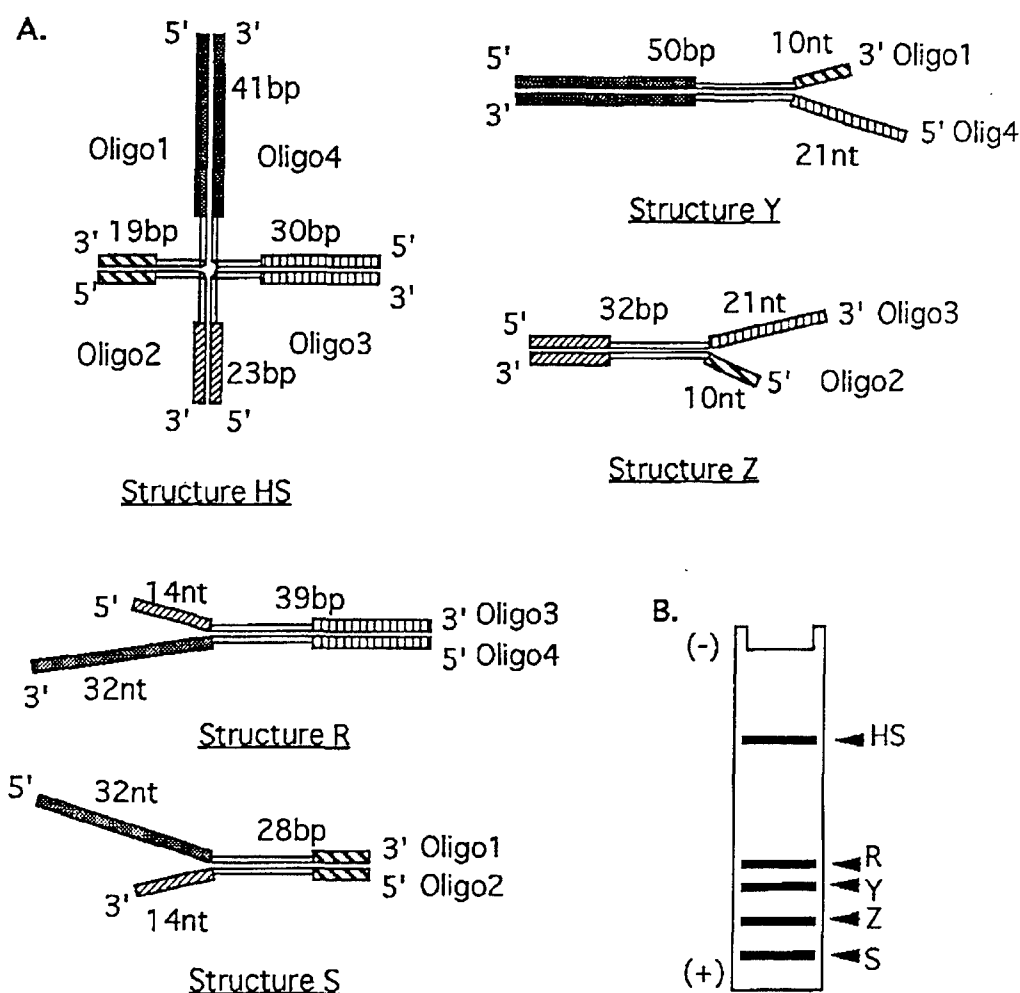 A.
5' 3'
41bp
Oligo1 Oligo4
19bp 30bp
3' 5'
5' 3'
Oligo2 Oligo3
23bp
3' 5'
Structure HS
50bp 10nt
5' 3' Oligo1
3' 5' Olig4
21nt
Structure Y
32bp 21nt
5' 3' Oligo3
3' 5' Oligo2
10nt
Structure Z
14nt 39bp
5' 3' Oligo3
5' Oligo4
3' 32nt
Structure R
5' 32nt
28bp
3' Oligo1
5' Oligo2
3' 14nt
Structure S
B.
(-)
HS
R
Y
Z
S
(+)